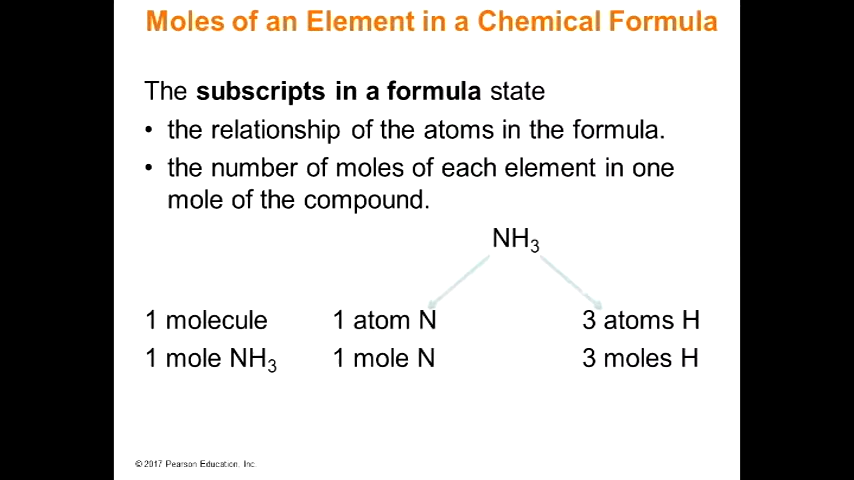 Moles of an Element in a Chemical Formula
The subscripts in a formula state
• the relationship of the atoms in the formula.
• the number of moles of each element in one
mole of the compound.
NH₃
1 molecule 1 atom N 3 atoms H
1 mole NH₃ 1 mole N 3 moles H
© 2017 Pearson Education, Inc.